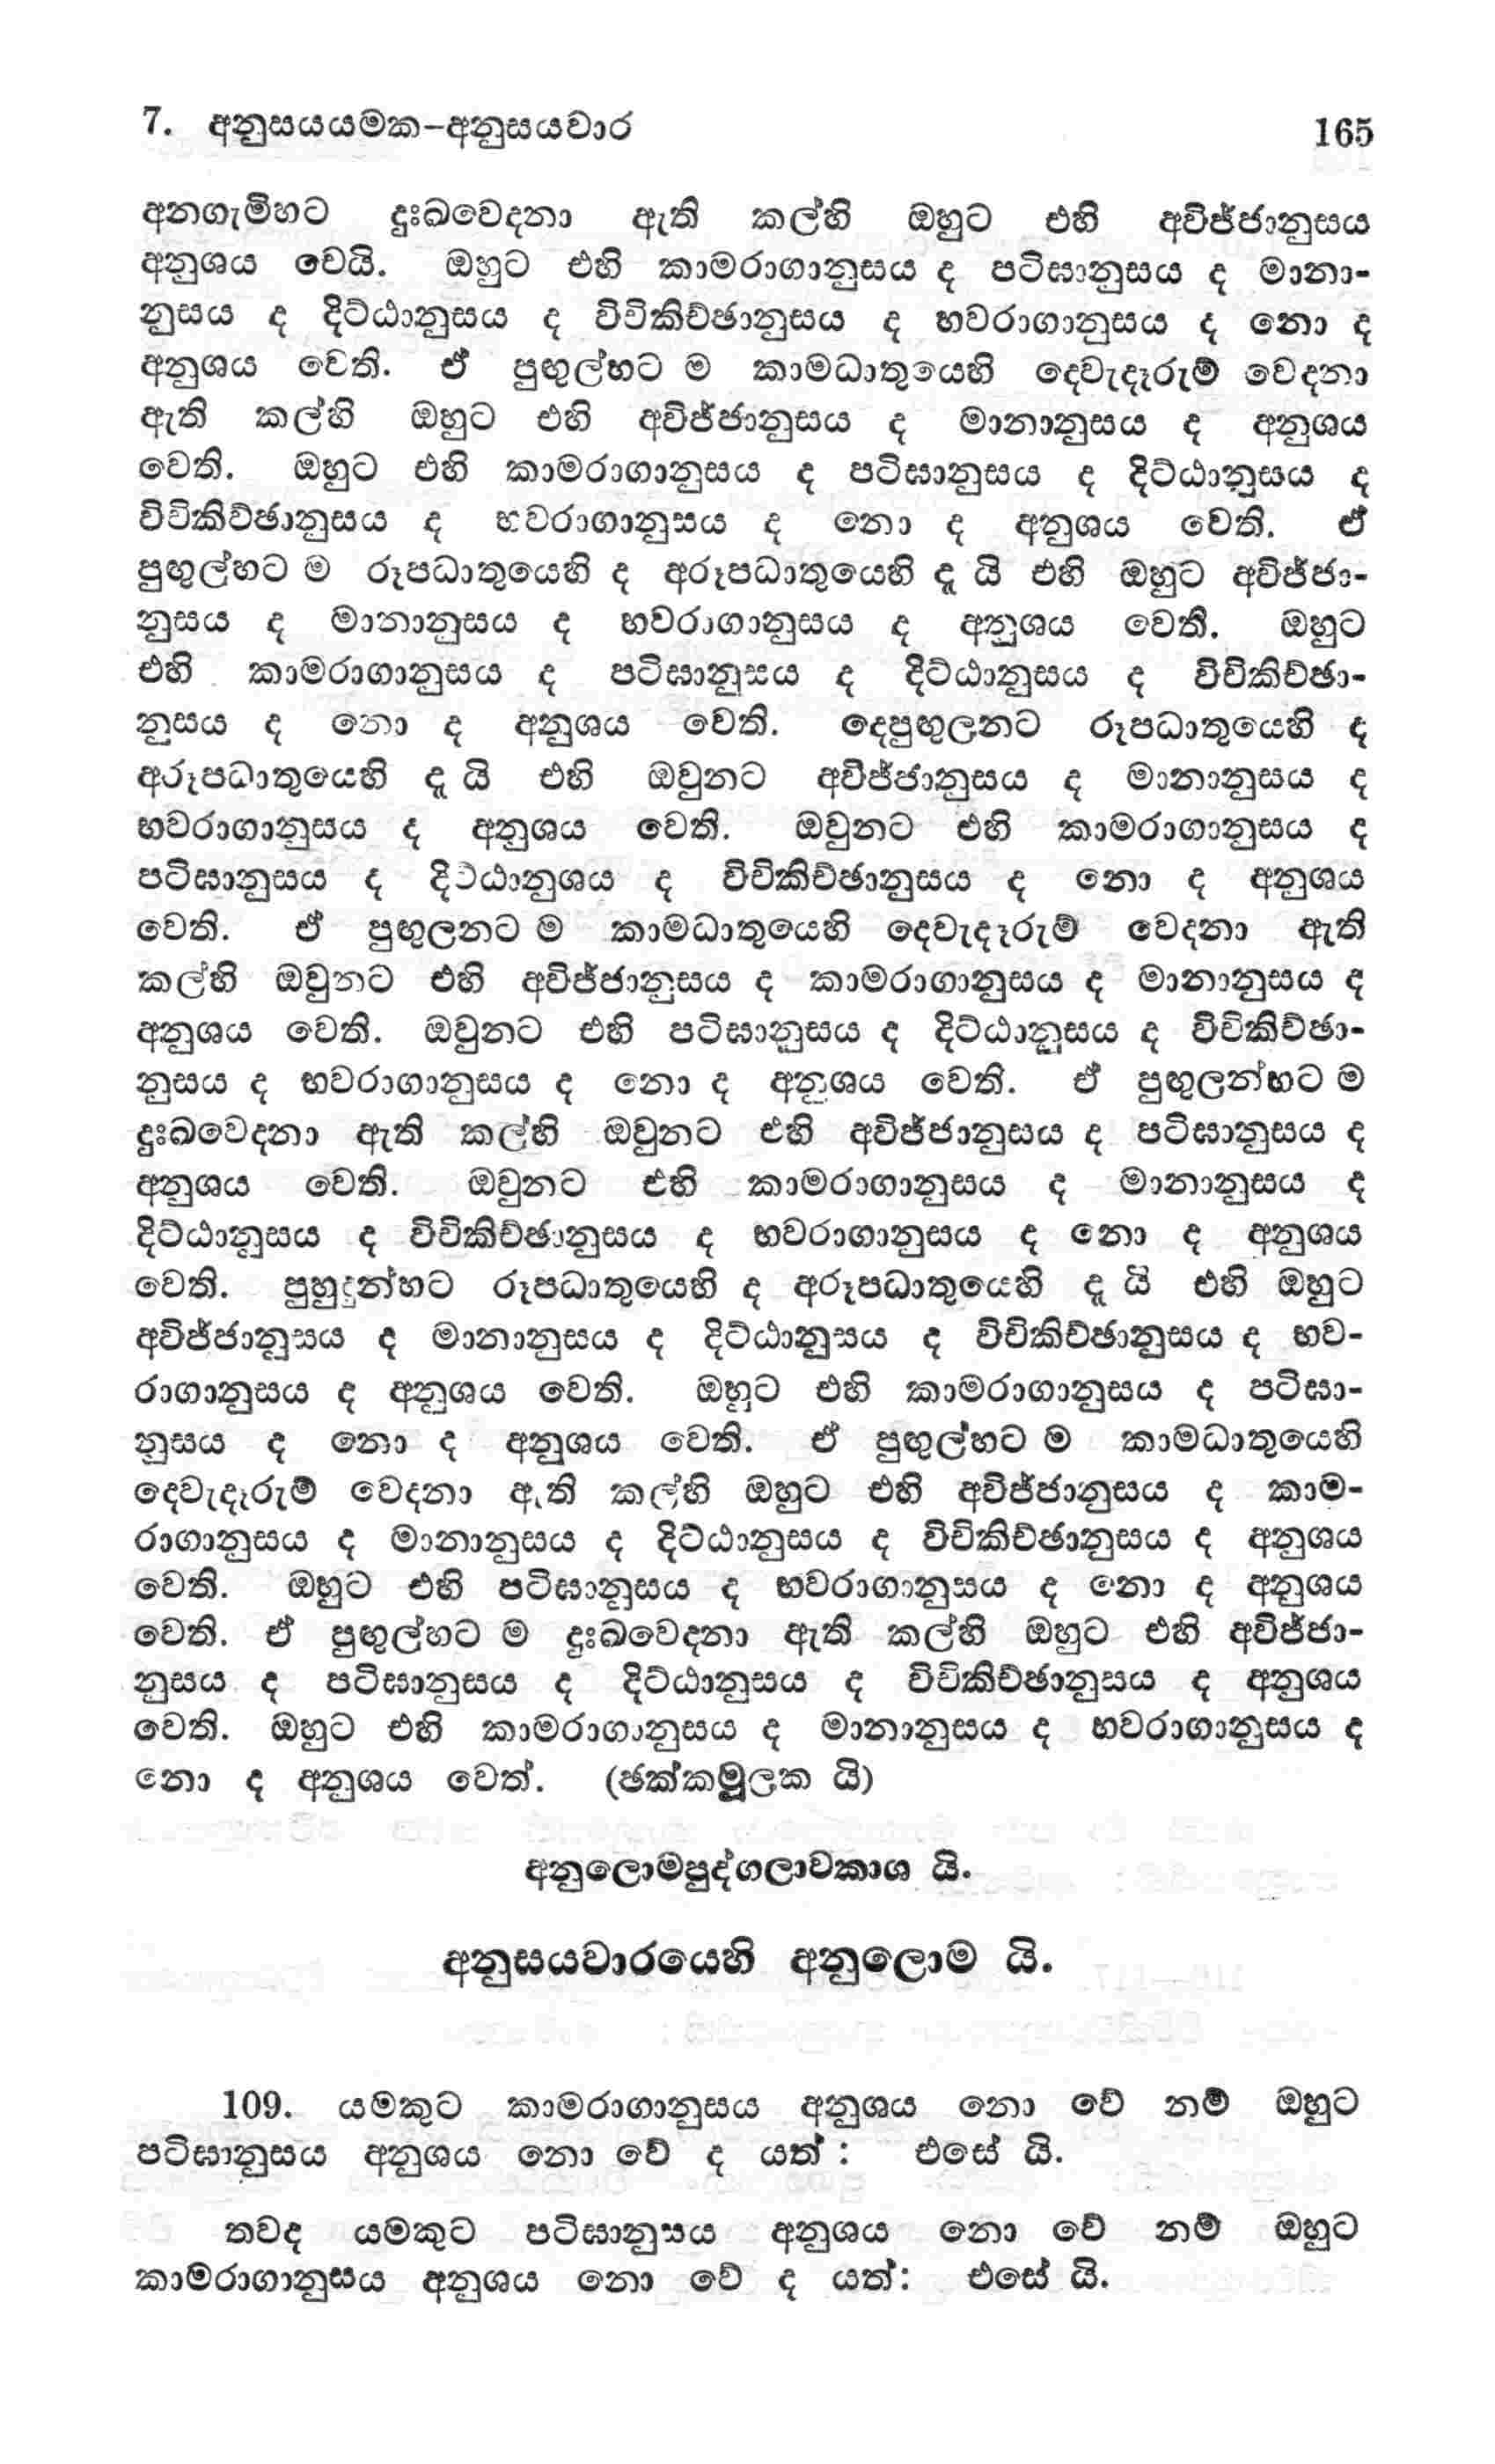 7. අනුසයයමක-අනුසයවාර
165
අනගැමිහට දුඃඛවෙදනා ඇති කල්හි ඔහුට එහි අවිජ්ජානුසය
අනුශය වෙයි. ඔහුට එහි කාමරාගානුසය ද පටිඝානුසය ද මානා-
නුසය ද දිට්ඨානුසය ද විචිකිච්ඡානුසය ද භවරාගානුසය ද නො ද
අනුශය වෙති. ඒ පුඟුල්හට ම කාමධාතුයෙහි දෙවැදෑරුම් වෙදනා
ඇති කල්හි ඔහුට එහි අවිජ්ජානුසය ද මානානුසය ද අනුශය
වෙති. ඔහුට එහි කාමරාගානුසය ද පටිඝානුසය ද දිට්ඨානුසය ද
විචිකිච්ඡානුසය ද භවරාගානුසය ද නො ද අනුශය වෙති. ඒ
පුඟුල්හට ම රූපධාතුයෙහි ද අරූපධාතුයෙහි දූ යි එහි ඔහුට අවිජ්ජා-
නුසය ද මානානුසය ද භවරාගානුසය ද අනුශය වෙති. ඔහුට
එහි කාමරාගානුසය ද පටිඝානුසය ද දිට්ඨානුසය ද විචිකිච්ඡා-
නුසය ද නො ද අනුශය වෙති. දෙපුඟුලනට රූපධාතුයෙහි ද
අරූපධාතුයෙහි දූ යි එහි ඔවුනට අවිජ්ජානුසය ද මානානුසය ද
භවරාගානුසය ද අනුශය වෙති. ඔවුනට එහි කාමරාගානුසය ද
පටිඝානුසය ද දිට්ඨානුශය ද විචිකිච්ඡානුසය ද නො ද අනුශය
වෙති. ඒ පුඟුලනට ම කාමධාතුයෙහි දෙවැදෑරුම් වෙදනා ඇති
කල්හි ඔවුනට එහි අවිජ්ජානුසය ද කාමරාගානුසය ද මානානුසය ද
අනුශය වෙති. ඔවුනට එහි පටිඝානුසය ද දිට්ඨානුසය ද විචිකිච්ඡා-
නුසය ද භවරාගානුසය ද නො ද අනුශය වෙති. ඒ පුඟුලන්හට ම
දුඃඛවෙදනා ඇති කල්හි ඔවුනට එහි අවිජ්ජානුසය ද පටිඝානුසය ද
අනුශය වෙති. ඔවුනට එහි කාමරාගානුසය ද මානානුසය ද
දිට්ඨානුසය ද විචිකිච්ඡානුසය ද භවරාගානුසය ද නො ද අනුශය
වෙති. පුහුදුන්හට රූපධාතුයෙහි ද අරූපධාතුයෙහි දූ යි එහි ඔහුට
අවිජ්ජානුසය ද මානානුසය ද දිට්ඨානුසය ද විචිකිච්ඡානුසය ද භව-
රාගානුසය ද අනුශය වෙති. ඔහුට එහි කාමරාගානුසය ද පටිඝා-
නුසය ද නො ද අනුශය වෙති. ඒ පුඟුල්හට ම කාමධාතුයෙහි
දෙවැදෑරුම් වෙදනා ඇති කල්හි ඔහුට එහි අවිජ්ජානුසය ද කාම-
රාගානුසය ද මානානුසය ද දිට්ඨානුසය ද විචිකිච්ඡානුසය ද අනුශය
වෙති. ඔහුට එහි පටිඝානුසය ද භවරාගානුසය ද නො ද අනුශය
වෙති. ඒ පුඟුල්හට ම දුඃඛවෙදනා ඇති කල්හි ඔහුට එහි අවිජ්ජා-
නුසය ද පටිඝානුසය ද දිට්ඨානුසය ද විචිකිච්ඡානුසය ද අනුශය
වෙති. ඔහුට එහි කාමරාගානුසය ද මානානුසය ද භවරාගානුසය ද
නො ද අනුශය වෙත්. (ඡක්කමූලක යි)
අනුලොමපුද්ගලාවකාශ යි.
අනුසයවාරයෙහි අනුලොම යි.
109. යමකුට කාමරාගානුසය අනුශය නො වේ නම් ඔහුට
පටිඝානුසය අනුශය නො වේ ද යත් : එසේ යි.
තවද යමකුට පටිඝානුසය අනුශය නො වේ නම් ඔහුට
කාමරාගානුසය අනුශය නො වේ ද යත්: එසේ යි.